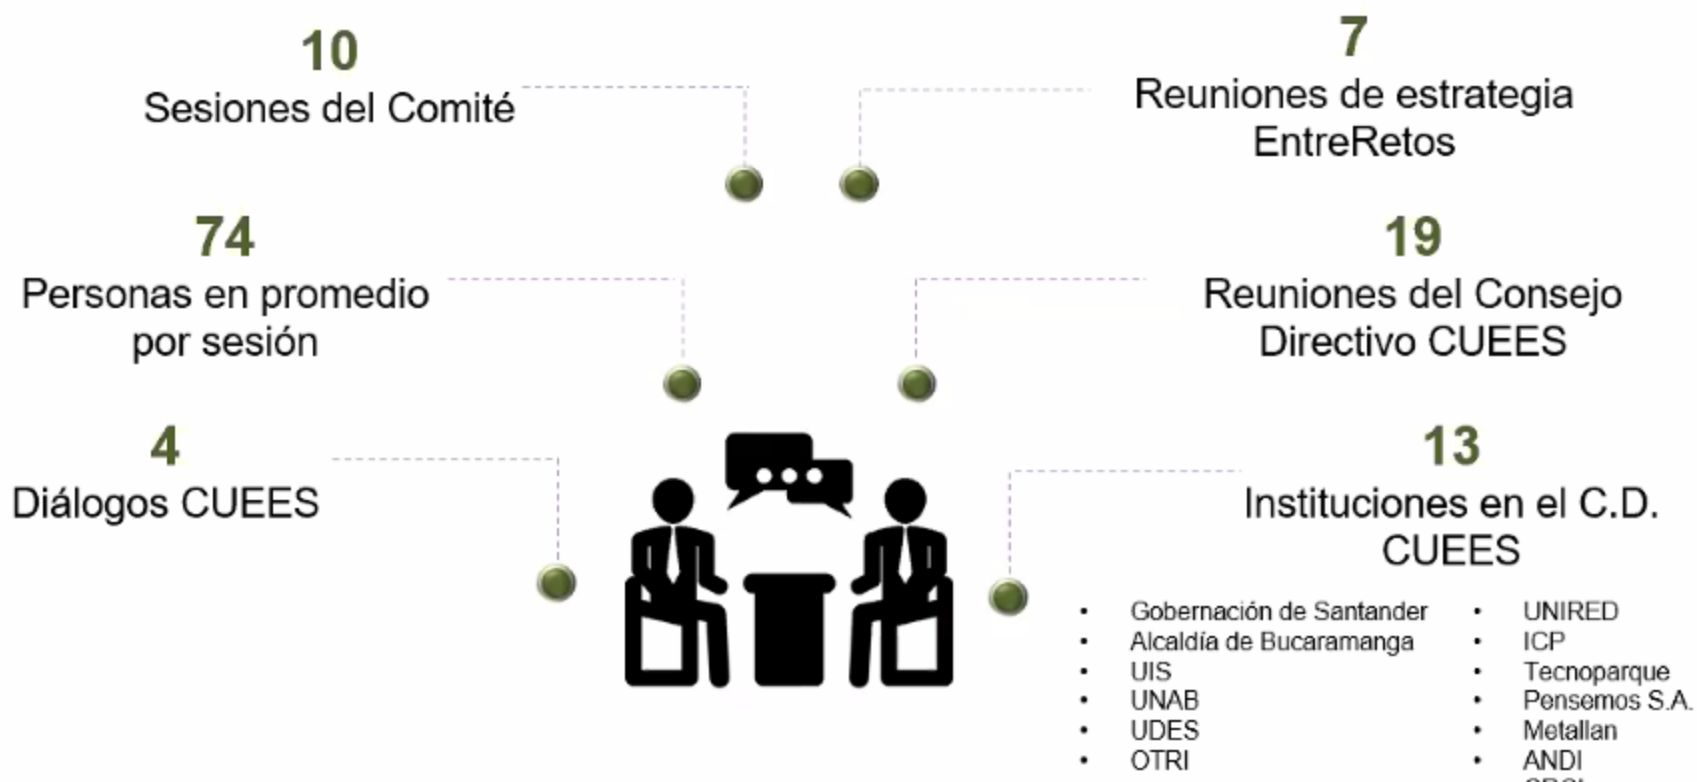 10
Sesiones del Comité
74
Personas en promedio
por sesión
4
Diálogos CUEES
7
Reuniones de estrategia
EntreRetos
19
Reuniones del Consejo
Directivo CUEES
13
Instituciones en el C.D.
CUEES
• Gobernación de Santander
• Alcaldía de Bucaramanga
• UIS
• UNAB
• UDES
• OTRI
• UNIRED
• ICP
• Tecnoparque
• Pensemos S.A.
• Metallan
• ANDI